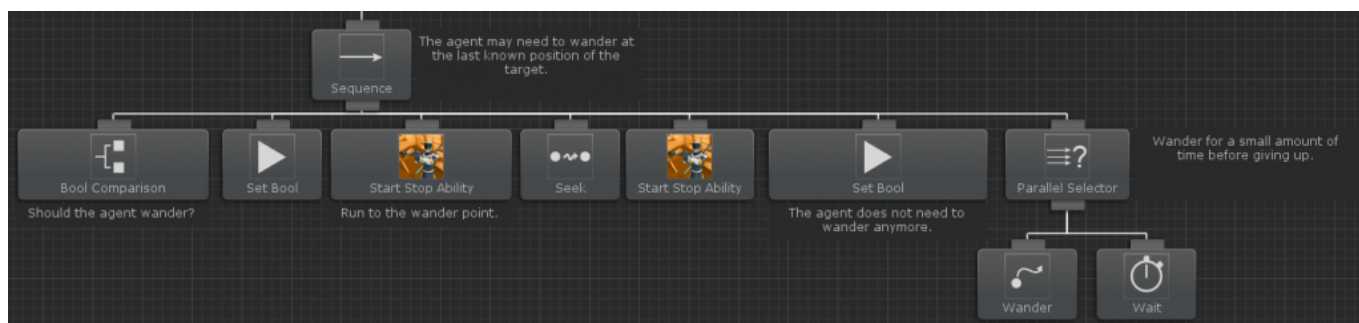 The agent may need to wander at
the last known position of the
target.
Sequence
Bool Comparison
Set Bool
Start Stop Ability
Seek
Start Stop Ability
Set Bool
Parallel Selector
Wander for a small amount of
time before giving up.
Should the agent wander?
Run to the wander point.
The agent does not need to
wander anymore.
Wander
Wait